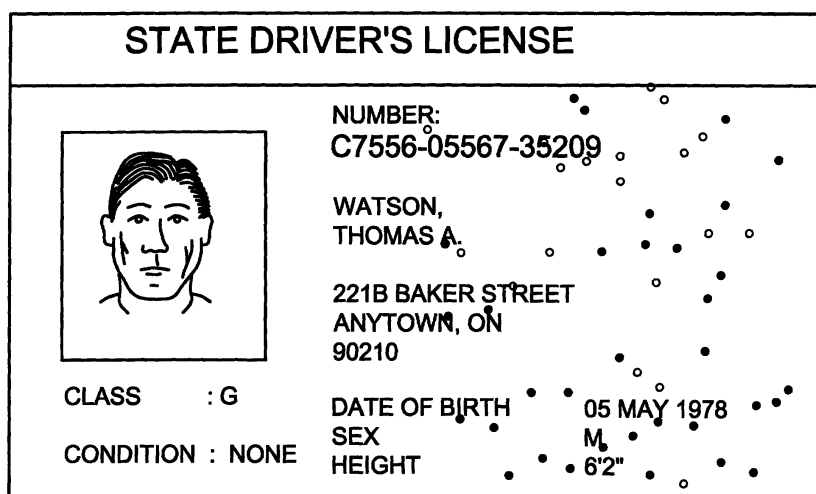 STATE DRIVER'S LICENSE
NUMBER:
C7556-05567-35209
WATSON,
THOMAS A.
221B BAKER STREET
ANYTOWN, ON
90210
CLASS : G
CONDITION : NONE
DATE OF BIRTH 05 MAY 1978
SEX M
HEIGHT 6'2"